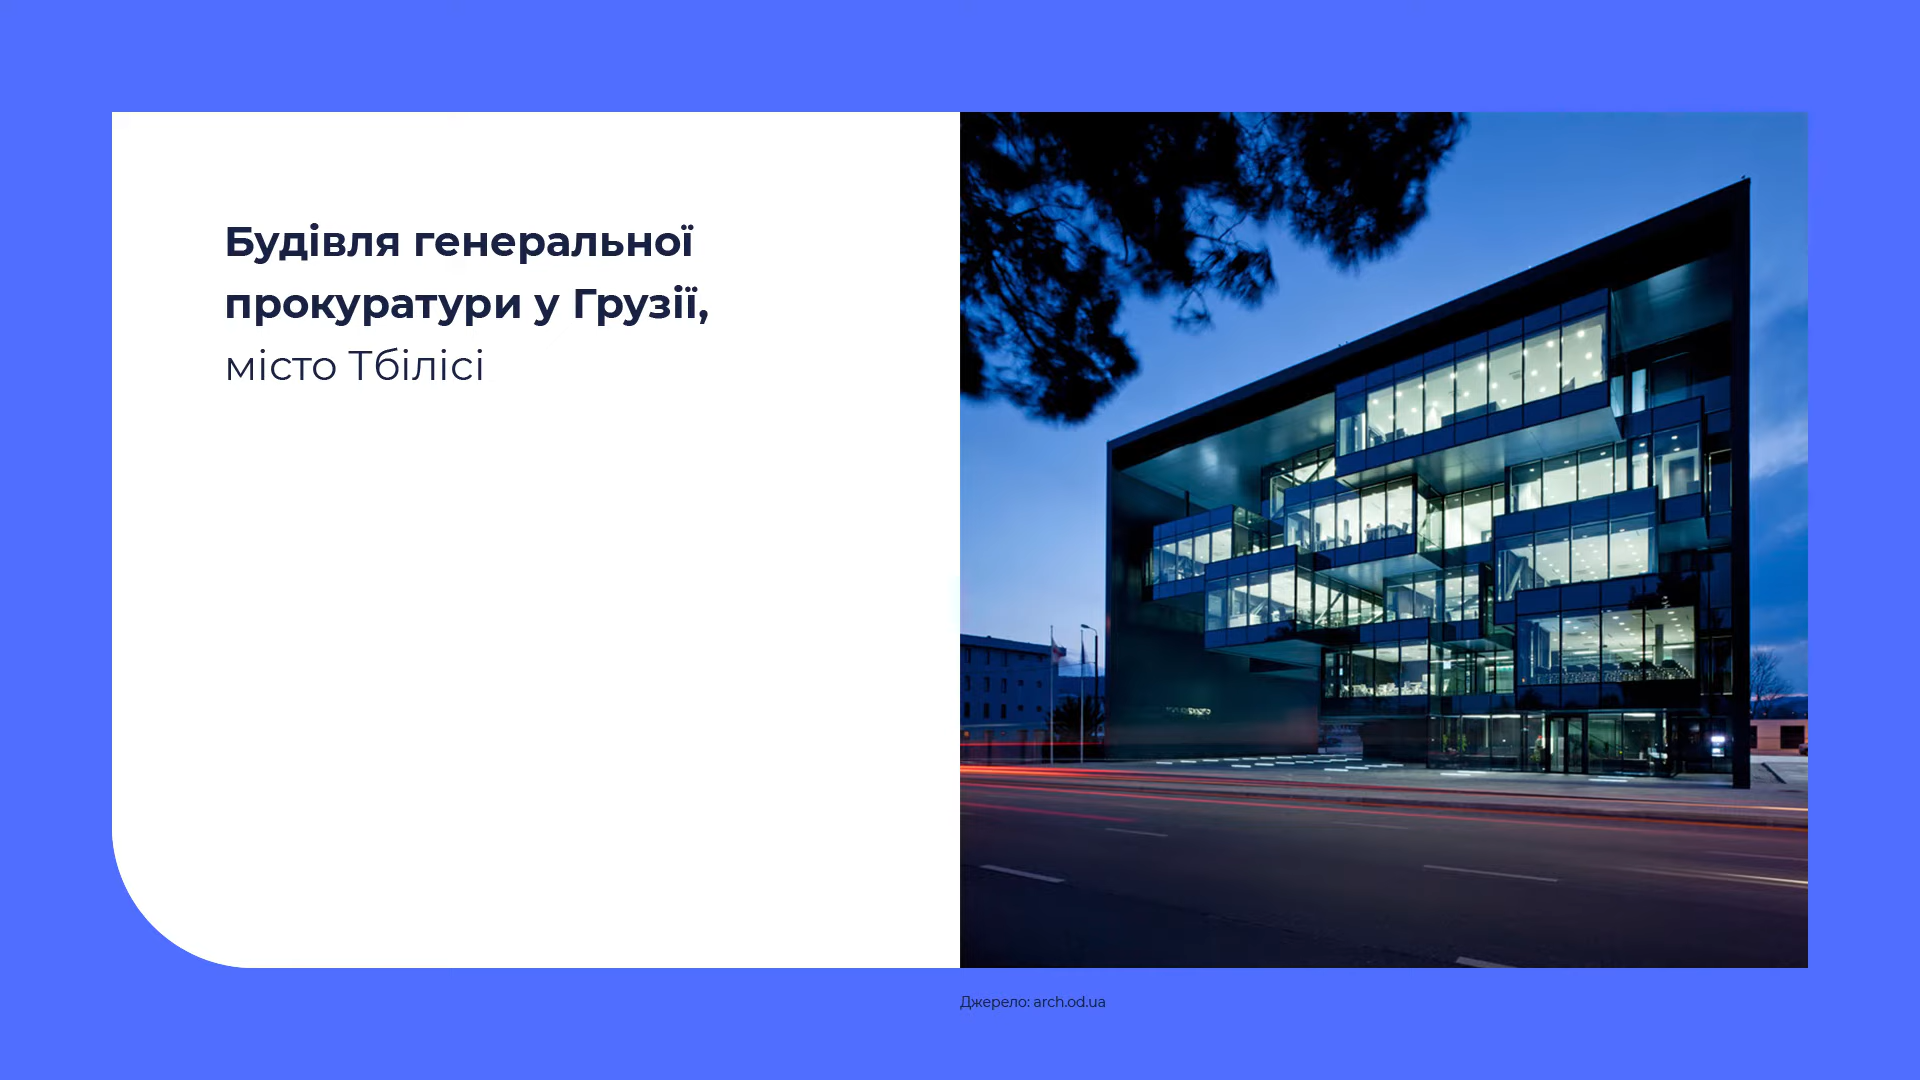 Будівля генеральної
прокуратури у Грузії,
місто Тбілісі
Джерело: arch.od.ua